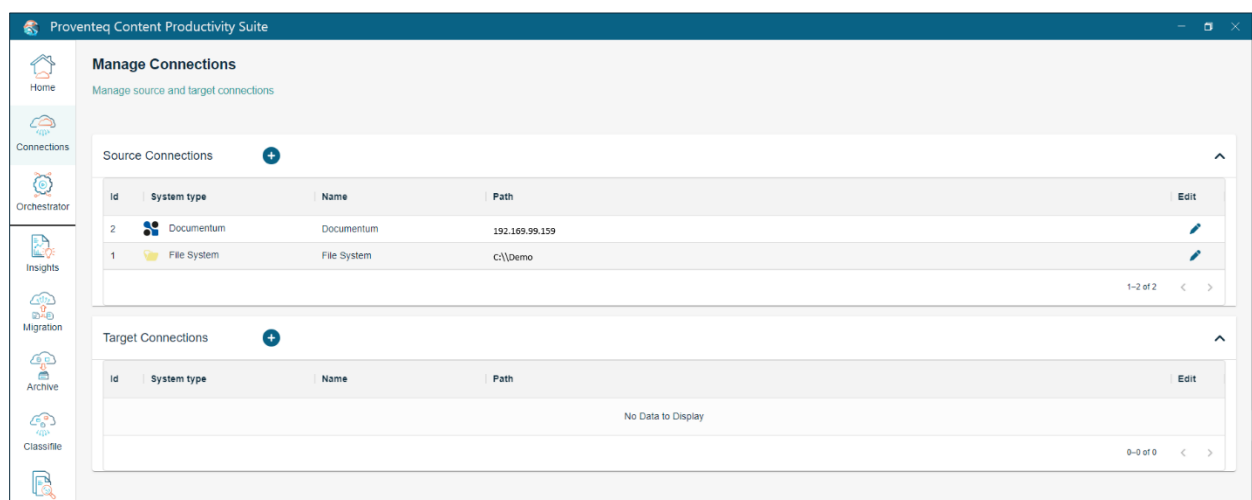 Proventeq Content Productivity Suite
Home
Connections
Orchestrator
Insights
Migration
Archive
Classifile
Manage Connections
Manage source and target connections
Source Connections
Id System type Name Path Edit
2 Documentum Documentum 192.169.99.159
1 File System File System C:\\Demo
1–2 of 2
Target Connections
Id System type Name Path Edit
No Data to Display
0–0 of 0